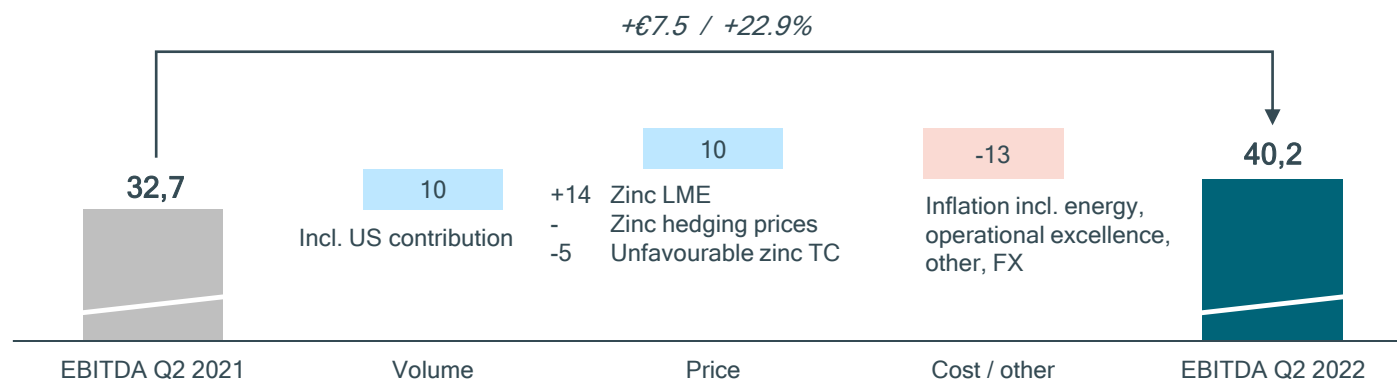 +€7.5 / +22.9%
32,7
10
Incl. US contribution
10
+14 Zinc LME
- Zinc hedging prices
-5 Unfavourable zinc TC
-13
Inflation incl. energy,
operational excellence,
other, FX
40,2
EBITDA Q2 2021
Volume
Price
Cost / other
EBITDA Q2 2022